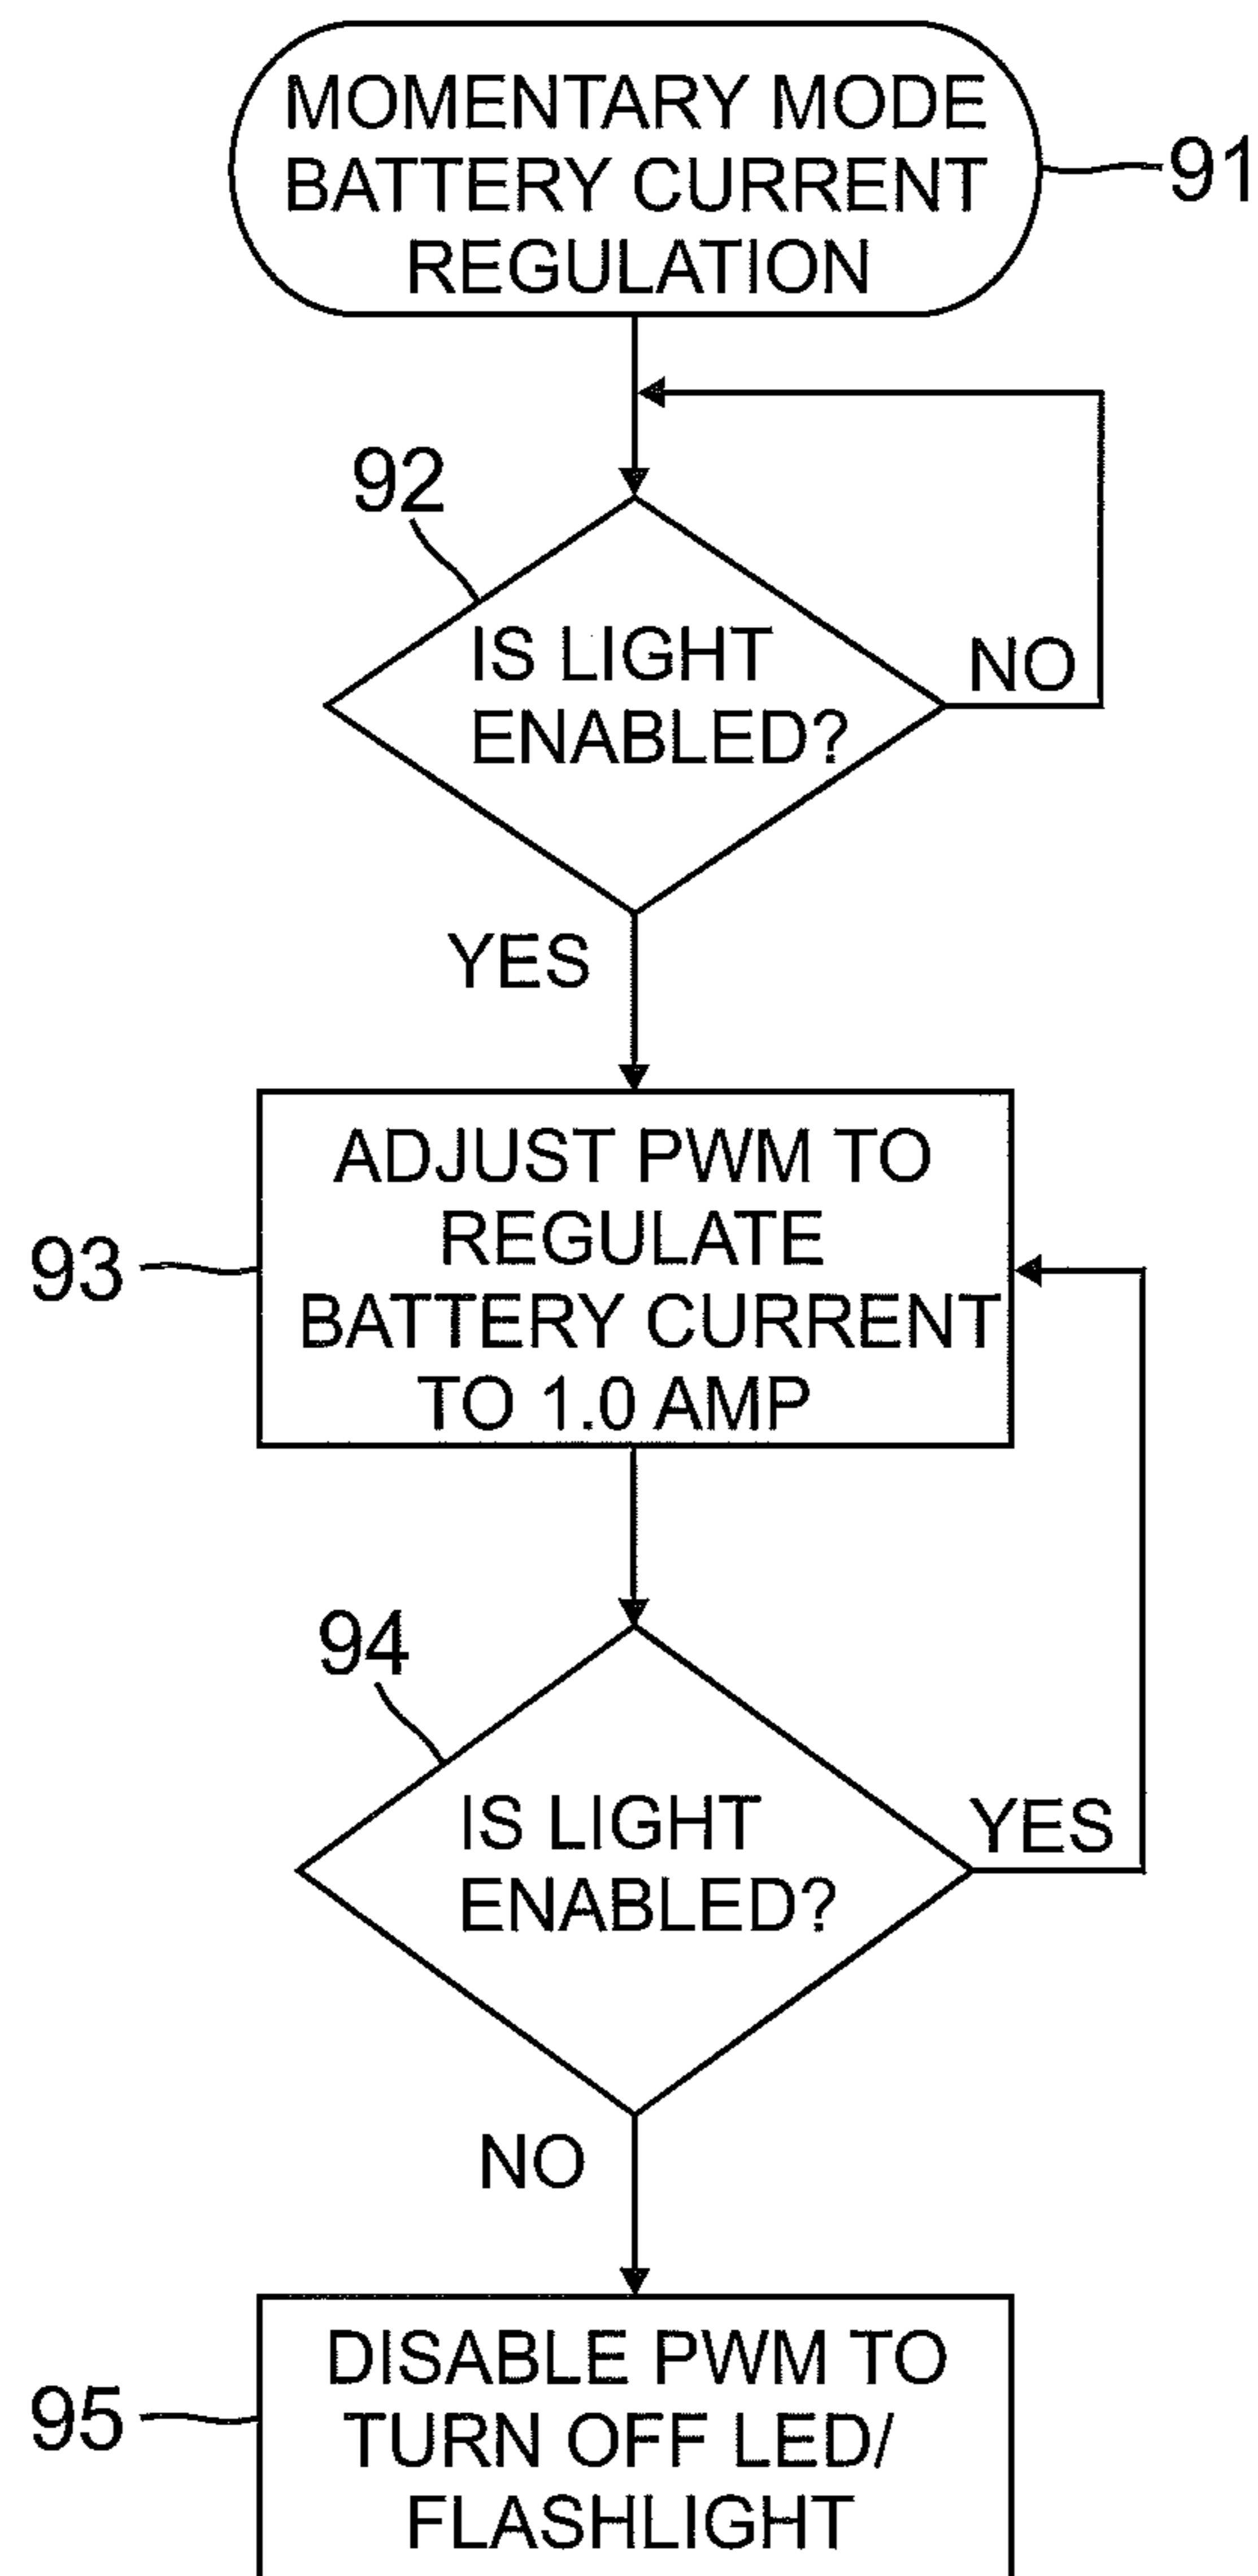 MOMENTARY MODE
BATTERY CURRENT
REGULATION
91
92
IS LIGHT
ENABLED?
NO
YES
ADJUST PWM TO
REGULATE
BATTERY CURRENT
TO 1.0 AMP
93
94
IS LIGHT
ENABLED?
YES
NO
DISABLE PWM TO
TURN OFF LED/
FLASHLIGHT
95